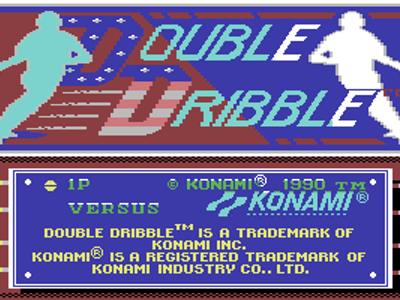 DOUBLE
DRIBBLE
1P © KONAMI® 1990 TM
VERSUS KONAMI®
DOUBLE DRIBBLE™ IS A TRADEMARK OF
KONAMI INC.
KONAMI® IS A REGISTERED TRADEMARK OF
KONAMI INDUSTRY CO., LTD.